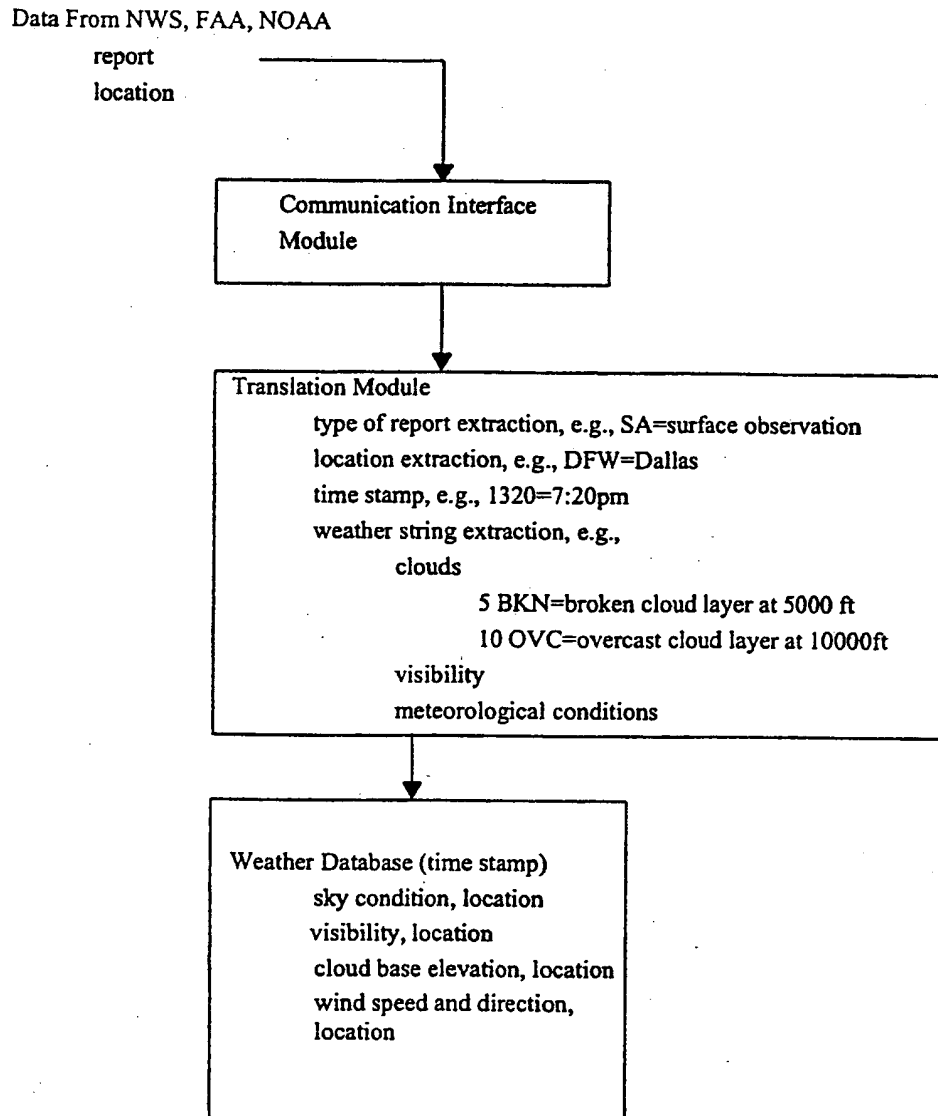 Data From NWS, FAA, NOAA
report
location
Communication Interface
Module
Translation Module
type of report extraction, e.g., SA=surface observation
location extraction, e.g., DFW=Dallas
time stamp, e.g., 1320=7:20pm
weather string extraction, e.g.,
clouds
5 BKN=broken cloud layer at 5000 ft
10 OVC=overcast cloud layer at 10000ft
visibility
meteorological conditions
Weather Database (time stamp)
sky condition, location
visibility, location
cloud base elevation, location
wind speed and direction,
location